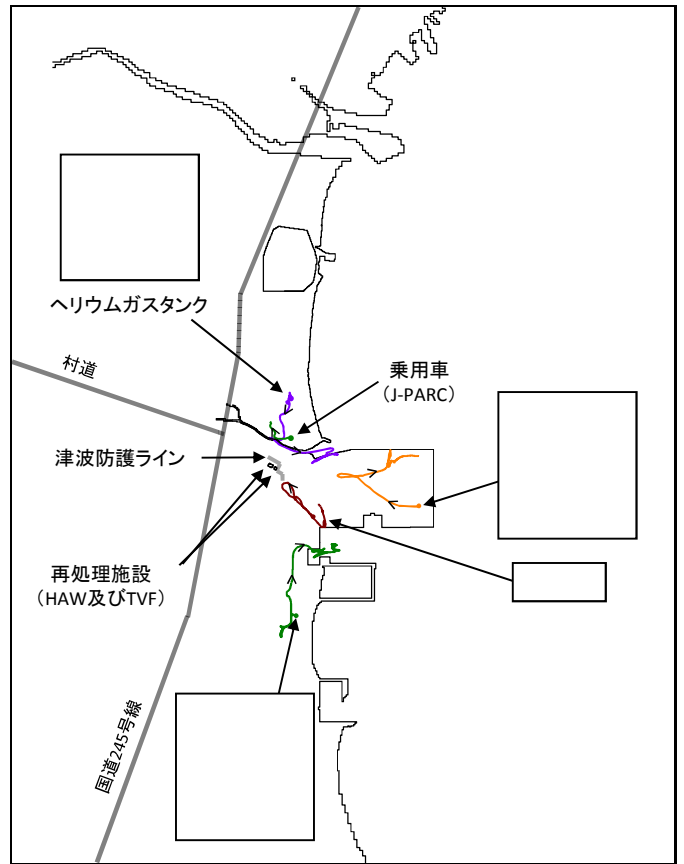 ヘリウムガスタンク
村道
乗用車
(J-PARC)
津波防護ライン
再処理施設
(HAW及びTVF)
国道245号線